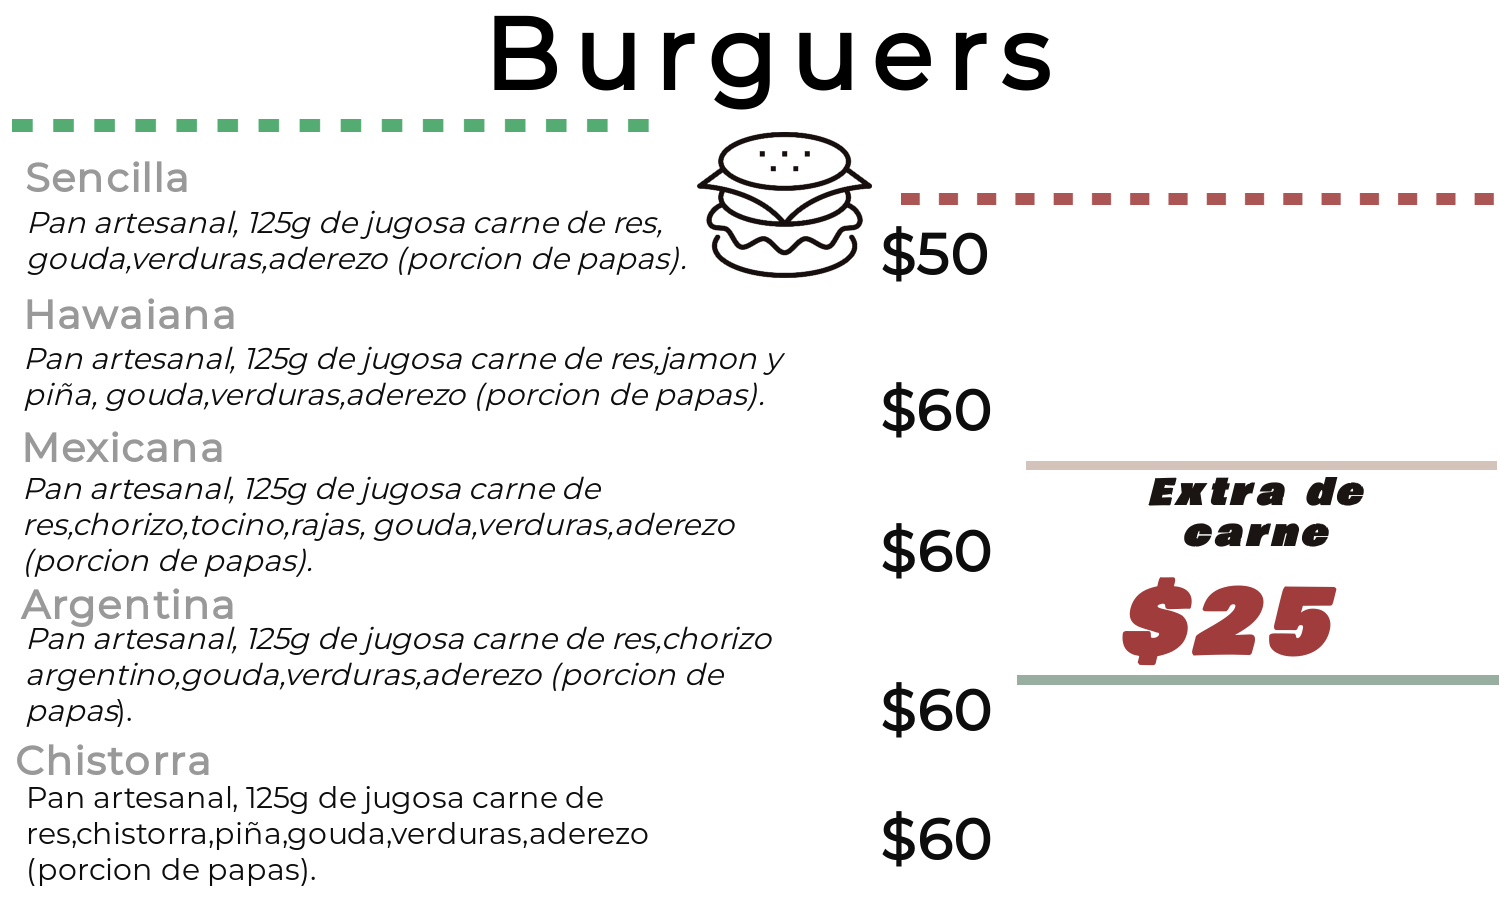 Burguers
Sencilla
Pan artesanal, 125g de jugosa carne de res,
gouda,verduras,aderezo (porcion de papas).
$50
Hawaiana
Pan artesanal, 125g de jugosa carne de res,jamon y
piña, gouda,verduras,aderezo (porcion de papas).
$60
Mexicana
Pan artesanal, 125g de jugosa carne de
res,chorizo,tocino,rajas, gouda,verduras,aderezo
(porcion de papas).
$60
Argentina
Pan artesanal, 125g de jugosa carne de res,chorizo
argentino,gouda,verduras,aderezo (porcion de
papas).
$60
Chistorra
Pan artesanal, 125g de jugosa carne de
res,chistorra,piña,gouda,verduras,aderezo
(porcion de papas).
$60
Extra de
carne
$25